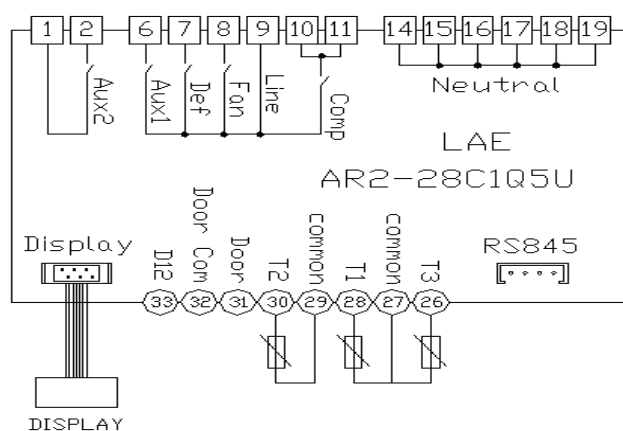 1 2 6 7 8 9 10 11 14 15 16 17 18 19
Aux2
Aux1
Def
Fan
Line
Comp
Neutral
LAE
AR2-28C1Q5U
Display
D12
Door Com
Door
T2
common
T1
common
T3
RS845
33 32 31 30 29 28 27 26
DISPLAY